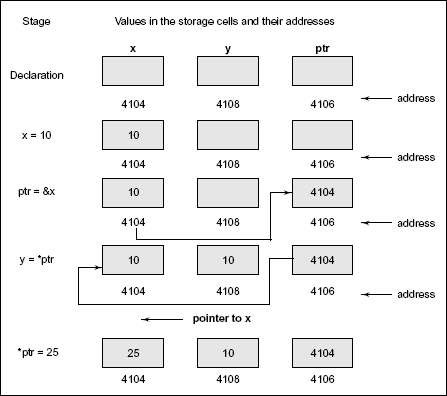 Stage Values in the storage cells and their addresses
x y ptr
Declaration
4104 4108 4106 address
x = 10 10
4104 4108 4106 address
ptr = &x 10 4104
4104 4108 4106 address
y = *ptr 10 10 4104
4104 4108 4106 address
pointer to x
*ptr = 25 25 10 4104
4104 4108 4106